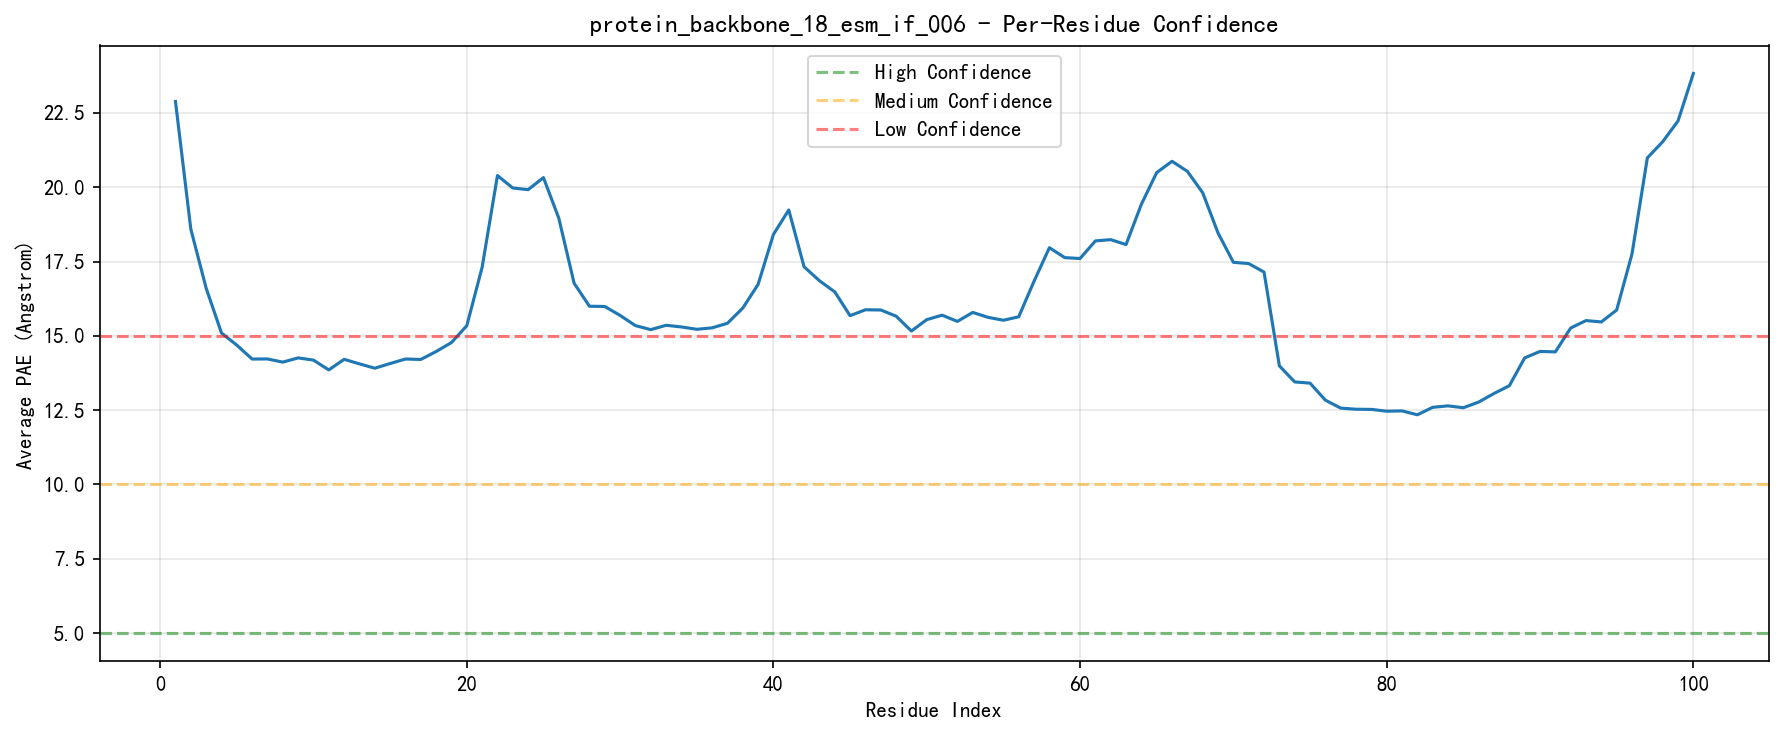 protein_backbone_18_esm_if_006 - Per-Residue Confidence
High Confidence
Medium Confidence
Low Confidence
Average PAE (Angstrom)
22.5
20.0
17.5
15.0
12.5
10.0
7.5
5.0
0 20 40 60 80 100
Residue Index